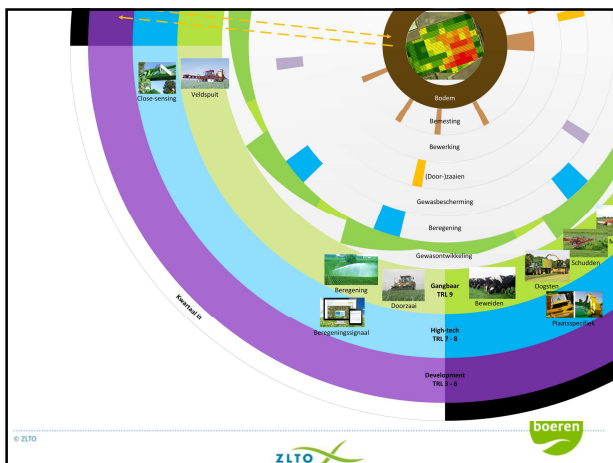 Bodem
Close-sensing
Veldspuit
Bemesting
Bewerking
(Door-)zaaien
Gewasbescherming
Beregening
Gewasontwikkeling
Schudden
Beregening
Gangbaar
TRL 9
Oogsten
Doorzaai
Beweiden
Kwartaal in
Beregeningssignaal
High-tech
TRL 7 - 8
Plaatsspecifiek
Development
TRL 3 - 6
boeren
© ZLTO
ZLTO